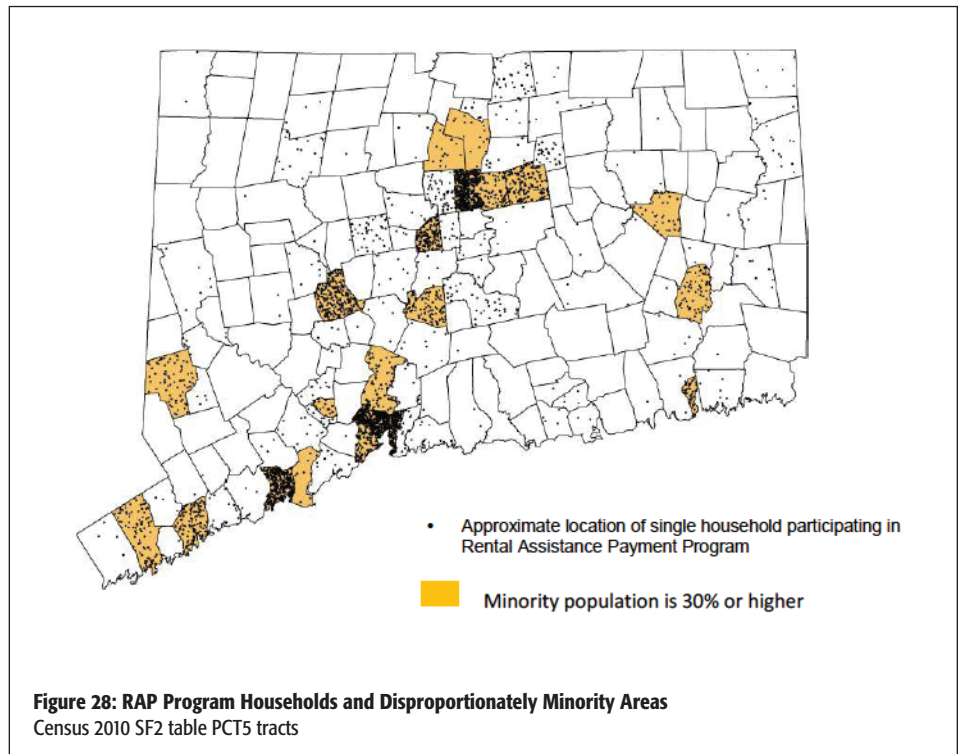 • Approximate location of single household participating in
Rental Assistance Payment Program
Minority population is 30% or higher
Figure 28: RAP Program Households and Disproportionately Minority Areas
Census 2010 SF2 table PCT5 tracts